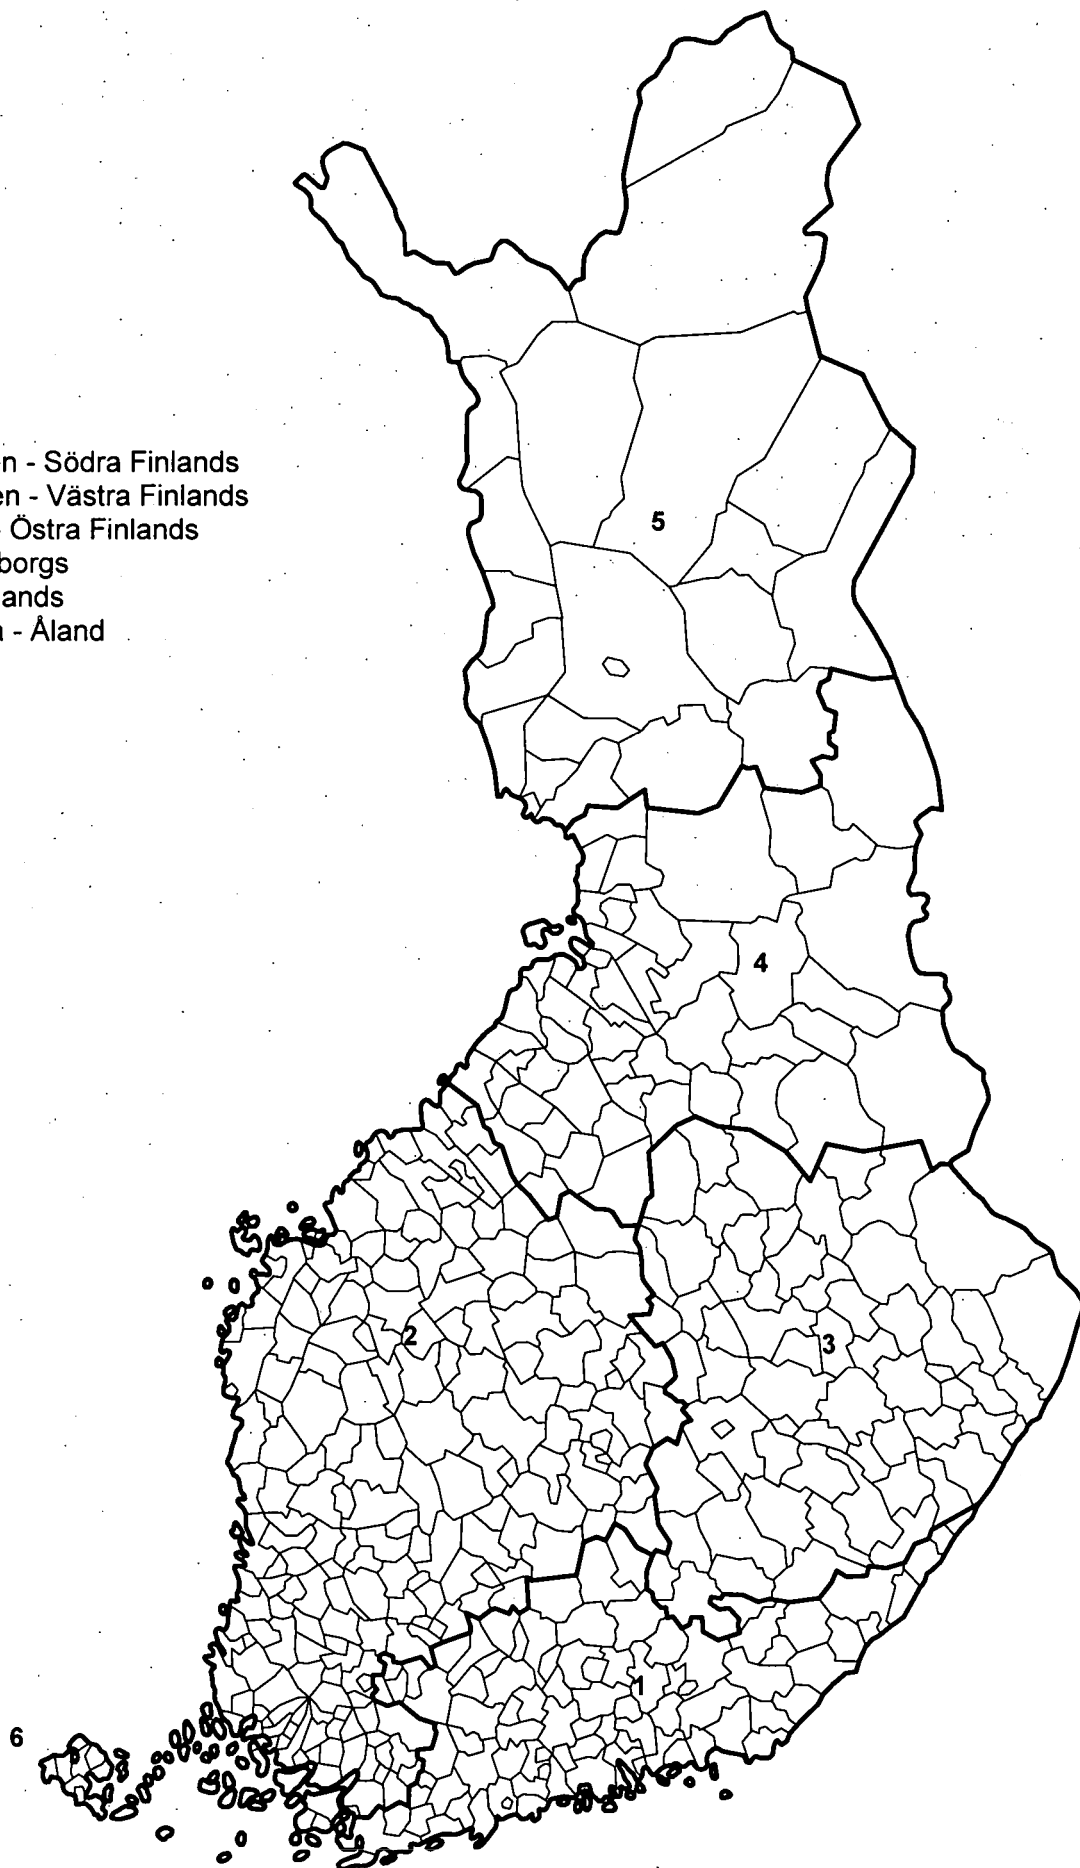 n - Södra Finlands
en - Västra Finlands
- Östra Finlands
borgs
ands
a - Åland
5
4
2
3
1
6